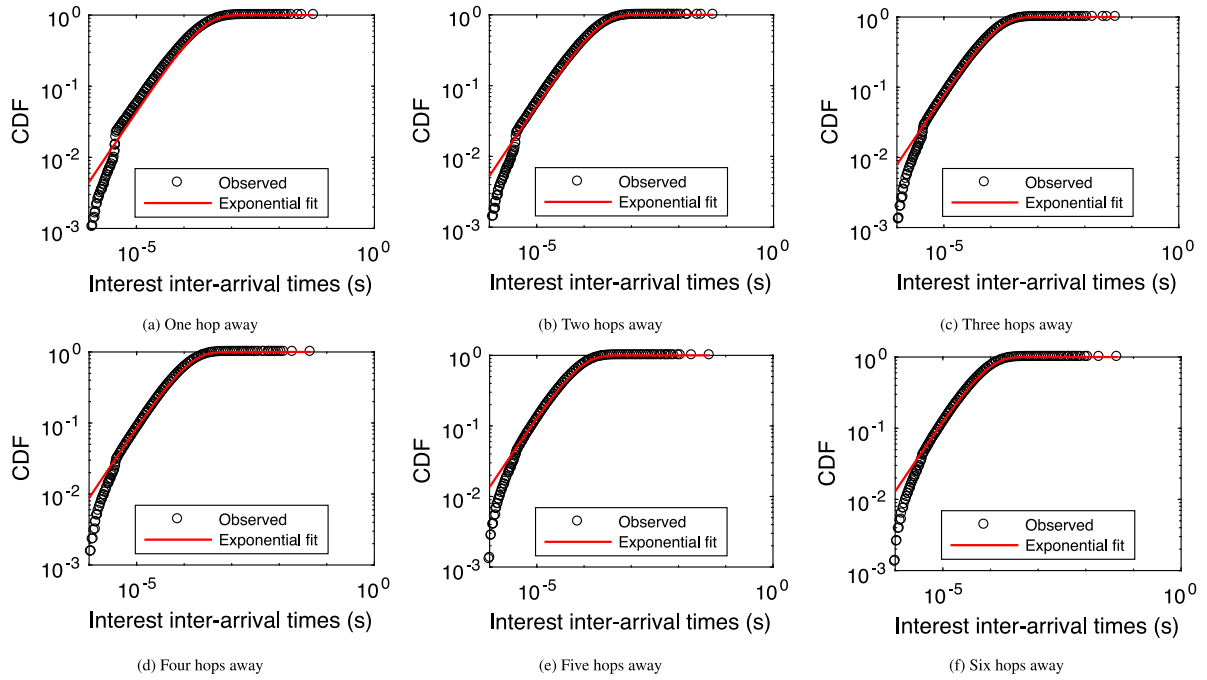 10^0
10^-1
10^-2
10^-3
CDF
Observed
Exponential fit
10^-5
10^0
Interest inter-arrival times (s)
(a) One hop away
10^0
10^-1
10^-2
10^-3
CDF
Observed
Exponential fit
10^-5
10^0
Interest inter-arrival times (s)
(b) Two hops away
10^0
10^-1
10^-2
10^-3
CDF
Observed
Exponential fit
10^-5
10^0
Interest inter-arrival times (s)
(c) Three hops away
10^0
10^-1
10^-2
10^-3
CDF
Observed
Exponential fit
10^-5
10^0
Interest inter-arrival times (s)
(d) Four hops away
10^0
10^-1
10^-2
10^-3
CDF
Observed
Exponential fit
10^-5
10^0
Interest inter-arrival times (s)
(e) Five hops away
10^0
10^-1
10^-2
10^-3
CDF
Observed
Exponential fit
10^-5
10^0
Interest inter-arrival times (s)
(f) Six hops away